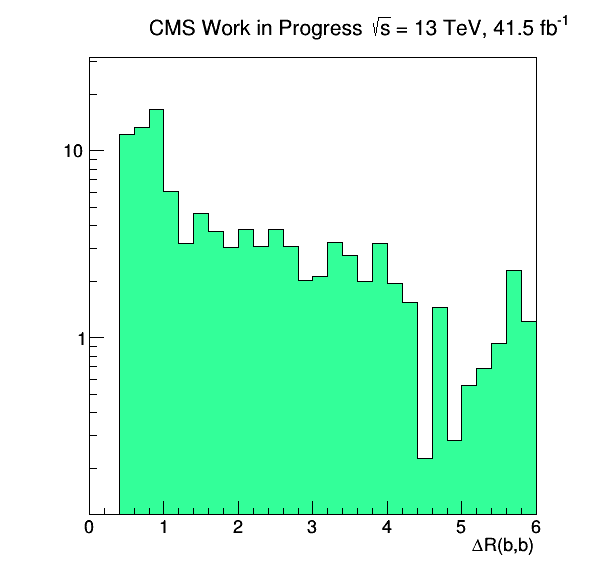 CMS Work in Progress √s = 13 TeV, 41.5 fb⁻¹
10
1
0 1 2 3 4 5 6
ΔR(b,b)